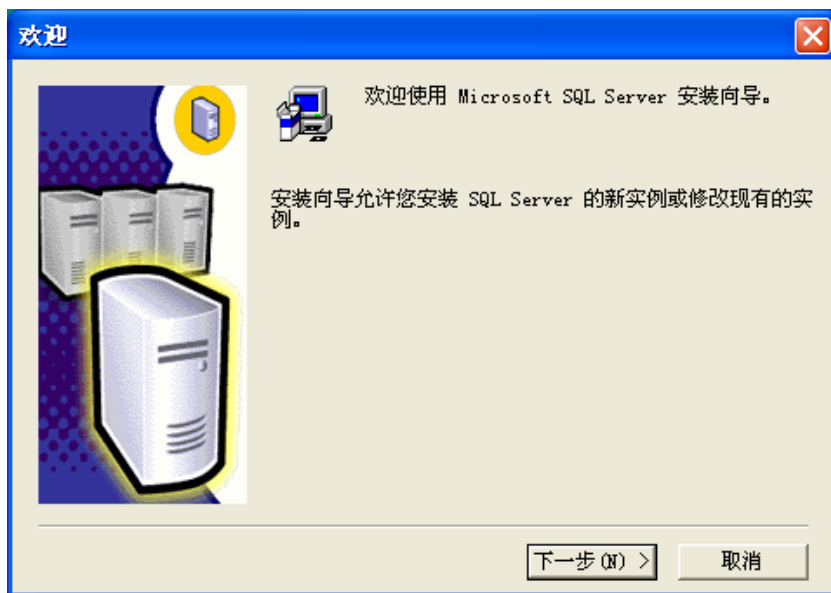 欢迎
欢迎使用 Microsoft SQL Server 安装向导。
安装向导允许您安装 SQL Server 的新实例或修改现有的实
例。
下一步(N) >
取消